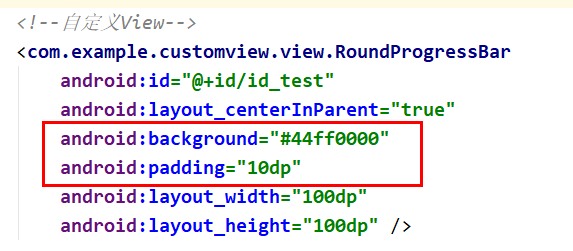 <!--自定义View-->
<com.example.customview.view.RoundProgressBar
android:id="@+id/id_test"
android:layout_centerInParent="true"
android:background="#44ff0000"
android:padding="10dp"
android:layout_width="100dp"
android:layout_height="100dp" />